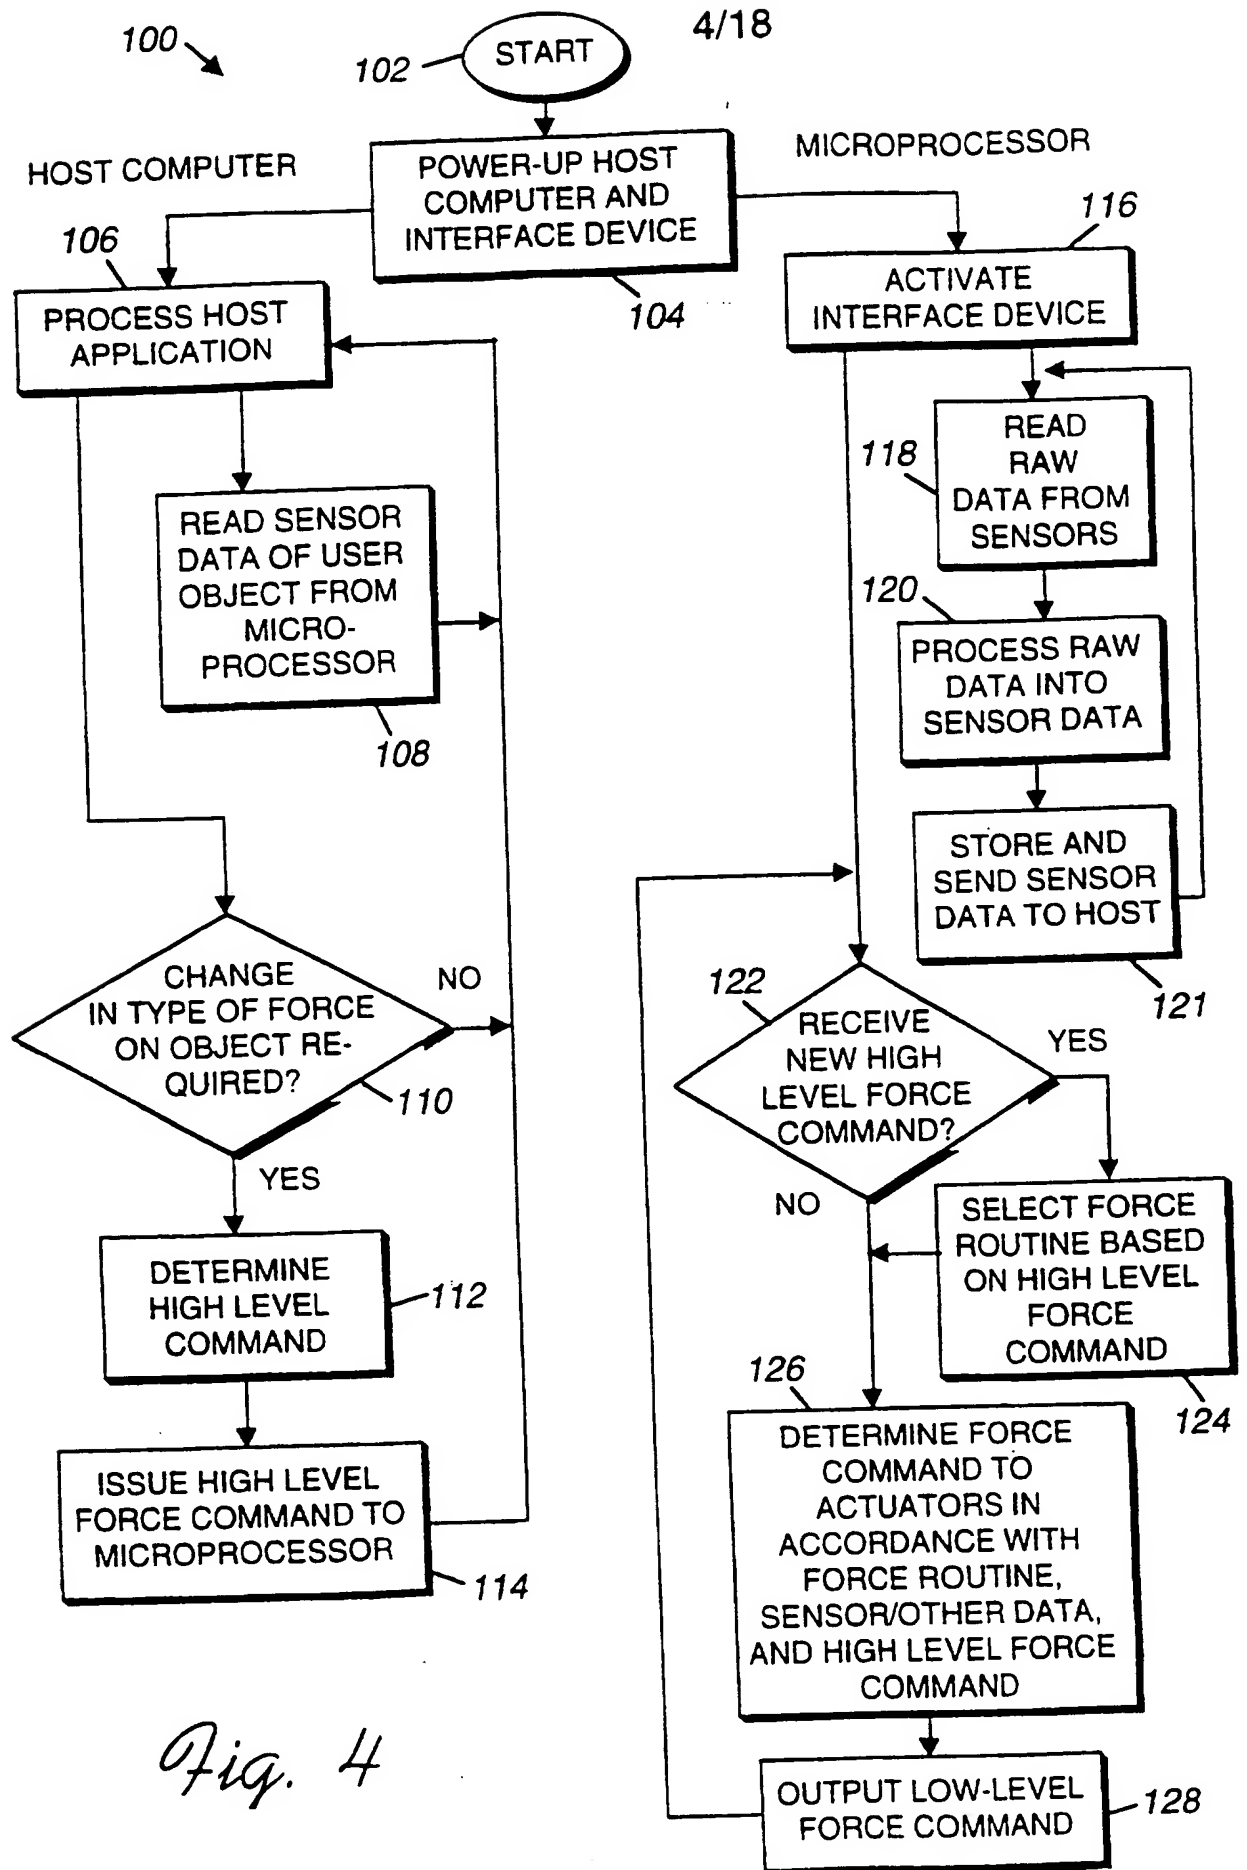 4/18
100
102
START
HOST COMPUTER
MICROPROCESSOR
POWER-UP HOST
COMPUTER AND
INTERFACE DEVICE
104
106
PROCESS HOST
APPLICATION
READ SENSOR
DATA OF USER
OBJECT FROM
MICRO-
PROCESSOR
108
CHANGE
IN TYPE OF FORCE
ON OBJECT RE-
QUIRED?
110
NO
YES
DETERMINE
HIGH LEVEL
COMMAND
112
ISSUE HIGH LEVEL
FORCE COMMAND TO
MICROPROCESSOR
114
116
ACTIVATE
INTERFACE DEVICE
118
READ
RAW
DATA FROM
SENSORS
120
PROCESS RAW
DATA INTO
SENSOR DATA
STORE AND
SEND SENSOR
DATA TO HOST
121
122
RECEIVE
NEW HIGH
LEVEL FORCE
COMMAND?
YES
NO
SELECT FORCE
ROUTINE BASED
ON HIGH LEVEL
FORCE
COMMAND
124
126
DETERMINE FORCE
COMMAND TO
ACTUATORS IN
ACCORDANCE WITH
FORCE ROUTINE,
SENSOR/OTHER DATA,
AND HIGH LEVEL FORCE
COMMAND
OUTPUT LOW-LEVEL
FORCE COMMAND
128
Fig. 4